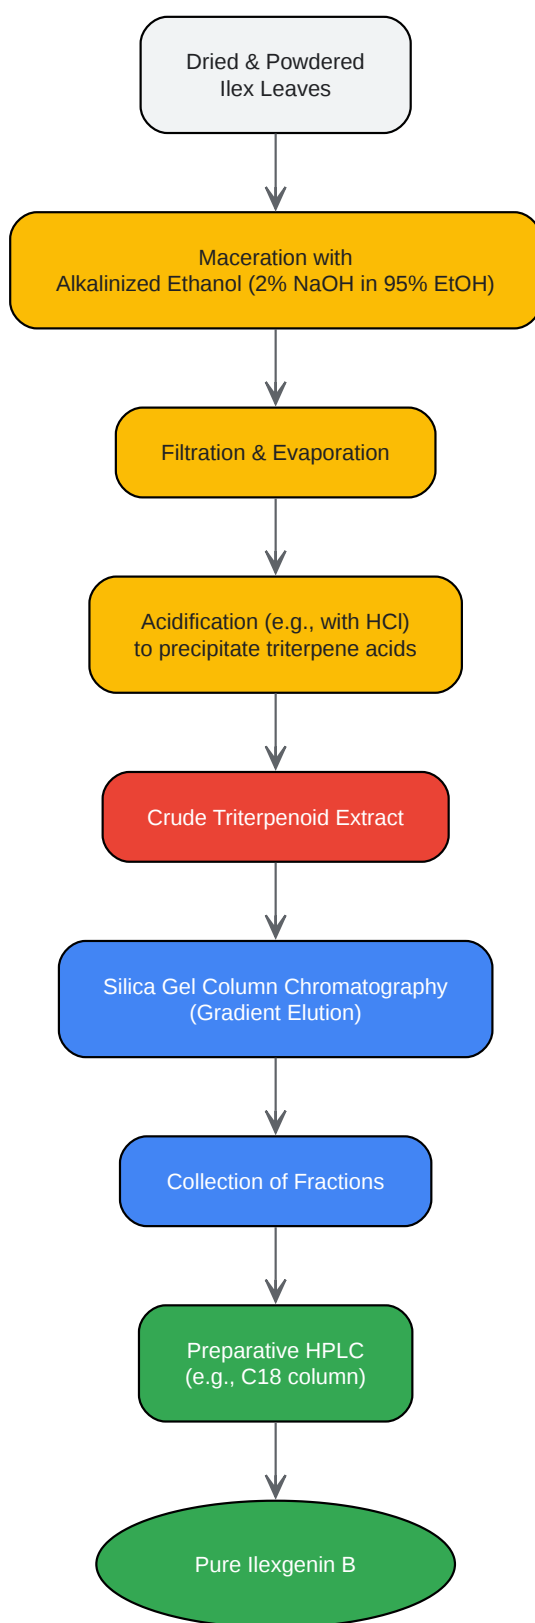 Dried & Powdered
Ilex Leaves
Maceration with
Alkalinized Ethanol (2% NaOH in 95% EtOH)
Filtration & Evaporation
Acidification (e.g., with HCl)
to precipitate triterpene acids
Crude Triterpenoid Extract
Silica Gel Column Chromatography
(Gradient Elution)
Collection of Fractions
Preparative HPLC
(e.g., C18 column)
Pure Ilexgenin B